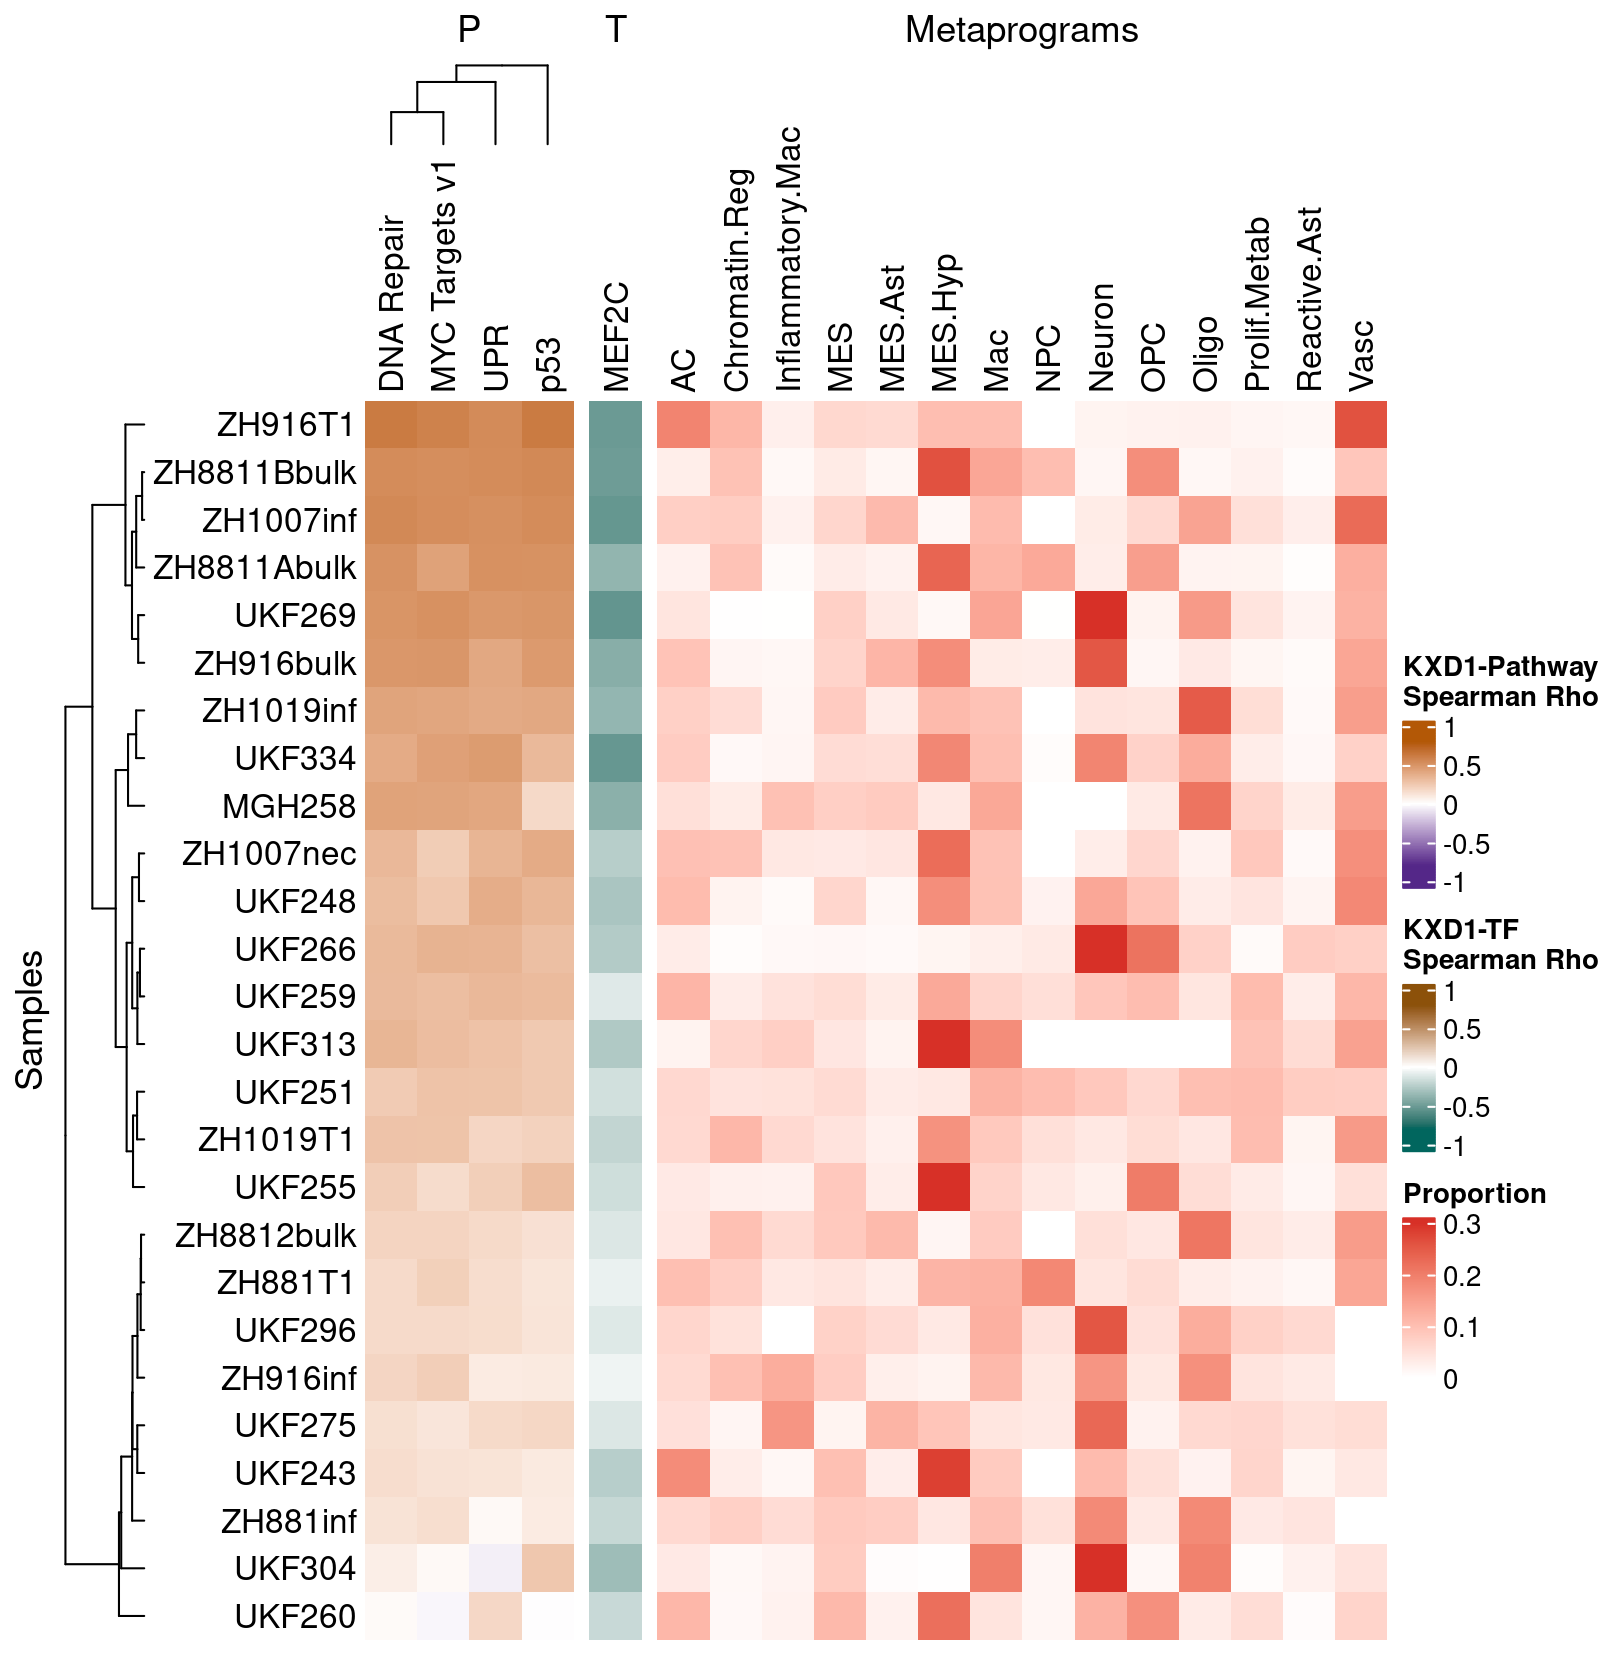 P T Metaprograms
DNA Repair
MYC Targets v1
UPR
p53
MEF2C
AC
Chromatin.Reg
Inflammatory.Mac
MES
MES.Ast
MES.Hyp
Mac
NPC
Neuron
OPC
Oligo
Prolif.Metab
Reactive.Ast
Vasc
Samples
ZH916T1
ZH8811Bbulk
ZH1007inf
ZH8811Abulk
UKF269
ZH916bulk
ZH1019inf
UKF334
MGH258
ZH1007nec
UKF248
UKF266
UKF259
UKF313
UKF251
ZH1019T1
UKF255
ZH8812bulk
ZH881T1
UKF296
ZH916inf
UKF275
UKF243
ZH881inf
UKF304
UKF260
KXD1-Pathway
Spearman Rho
1
0.5
0
-0.5
-1
KXD1-TF
Spearman Rho
1
0.5
0
-0.5
-1
Proportion
0.3
0.2
0.1
0